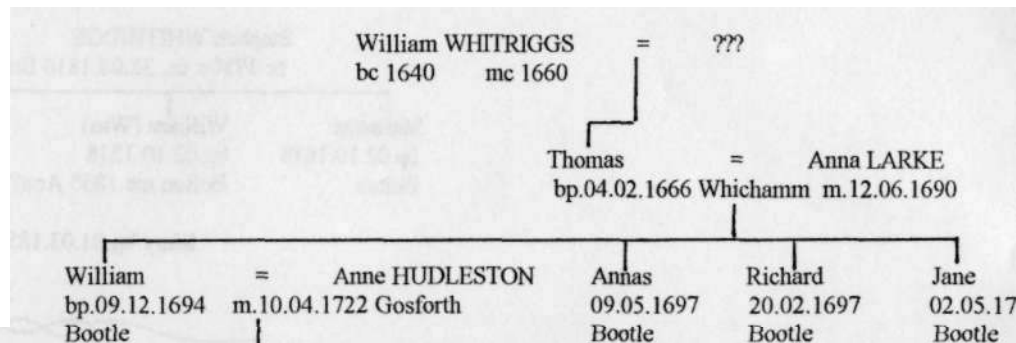 William WHITRIGGS = ???
bc 1640 mc 1660
Thomas = Anna LARKE
bp.04.02.1666 Whichamm m.12.06.1690
William = Anne HUDLESTON Annas Richard Jane
bp.09.12.1694 m.10.04.1722 Gosforth 09.05.1697 20.02.1697 02.05.17
Bootle Bootle Bootle Bootle